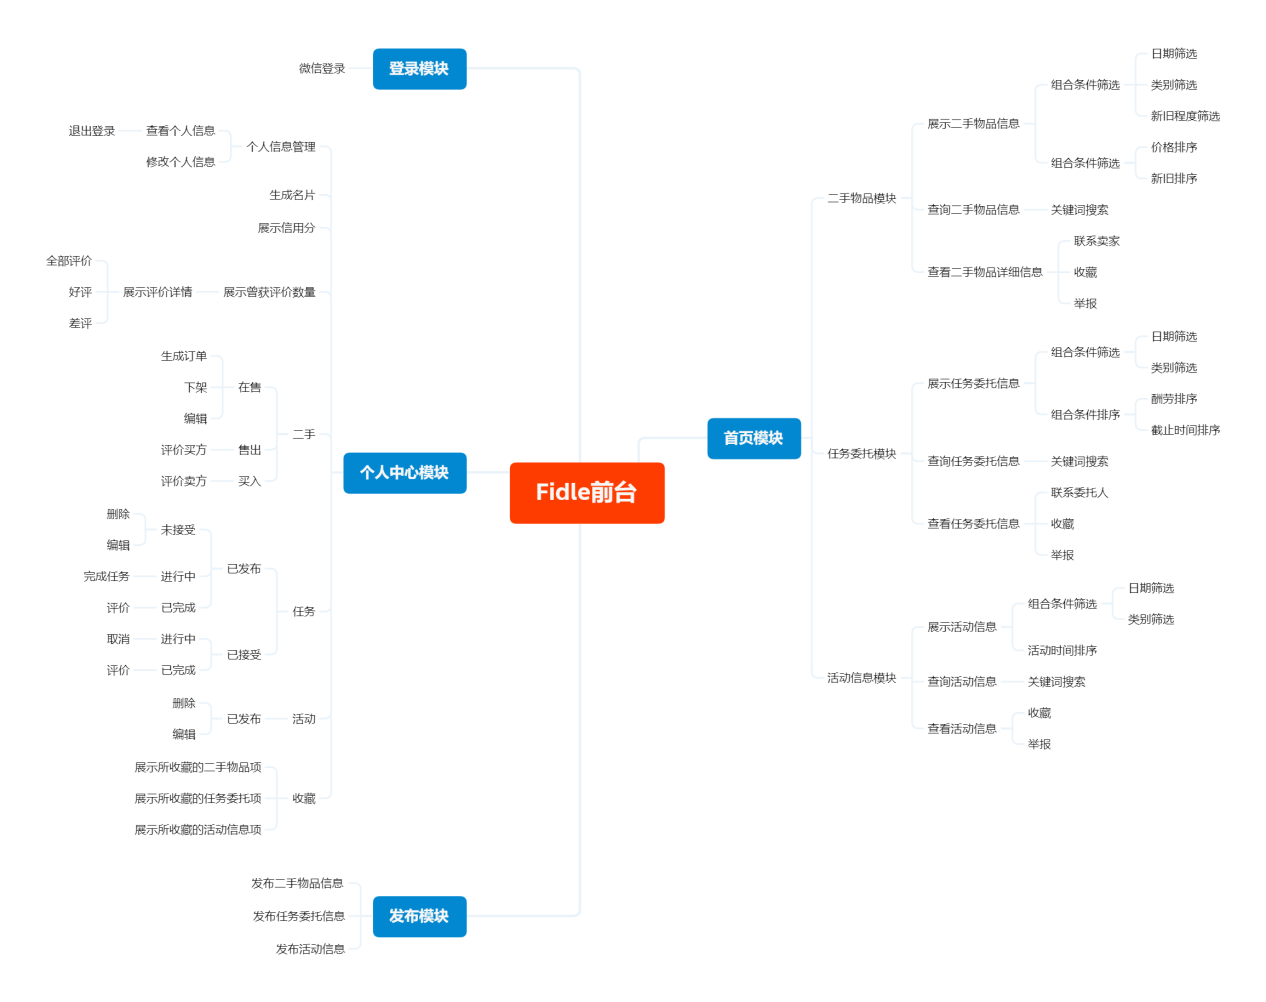 Fidle前台
登录模块
微信登录
个人中心模块
个人信息管理
查看个人信息
退出登录
修改个人信息
生成名片
展示信用分
展示曾获评价数量
展示评价详情
全部评价
好评
差评
二手
在售
生成订单
下架
编辑
售出
评价买方
买入
评价卖方
任务
已发布
未接受
删除
编辑
进行中
完成任务
已完成
评价
已接受
进行中
取消
已完成
评价
活动
已发布
删除
编辑
收藏
展示所收藏的二手物品项
展示所收藏的任务委托项
展示所收藏的活动信息项
发布模块
发布二手物品信息
发布任务委托信息
发布活动信息
首页模块
二手物品模块
展示二手物品信息
组合条件筛选
日期筛选
类别筛选
新旧程度筛选
组合条件筛选
价格排序
新旧排序
查询二手物品信息
关键词搜索
查看二手物品详细信息
联系卖家
收藏
举报
任务委托模块
展示任务委托信息
组合条件筛选
日期筛选
类别筛选
组合条件排序
酬劳排序
截止时间排序
查询任务委托信息
关键词搜索
查看任务委托信息
联系委托人
收藏
举报
活动信息模块
展示活动信息
组合条件筛选
日期筛选
类别筛选
活动时间排序
查询活动信息
关键词搜索
查看活动信息
收藏
举报